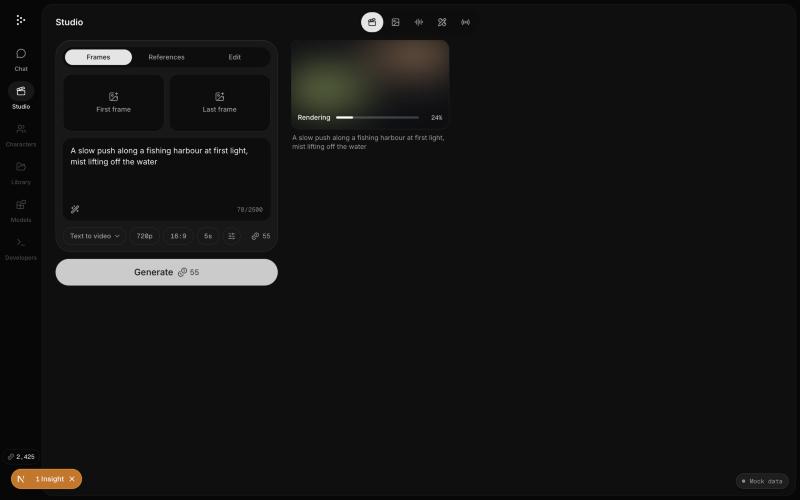 Studio
Chat
Studio
Characters
Library
Models
Developers
2,425
N 1 Insight ×
Frames References Edit
First frame Last frame
A slow push along a fishing harbour at first light,
mist lifting off the water
78/2500
Text to video 720p 16:9 5s 55
Generate 55
Rendering 24%
A slow push along a fishing harbour at first light,
mist lifting off the water
Mock data